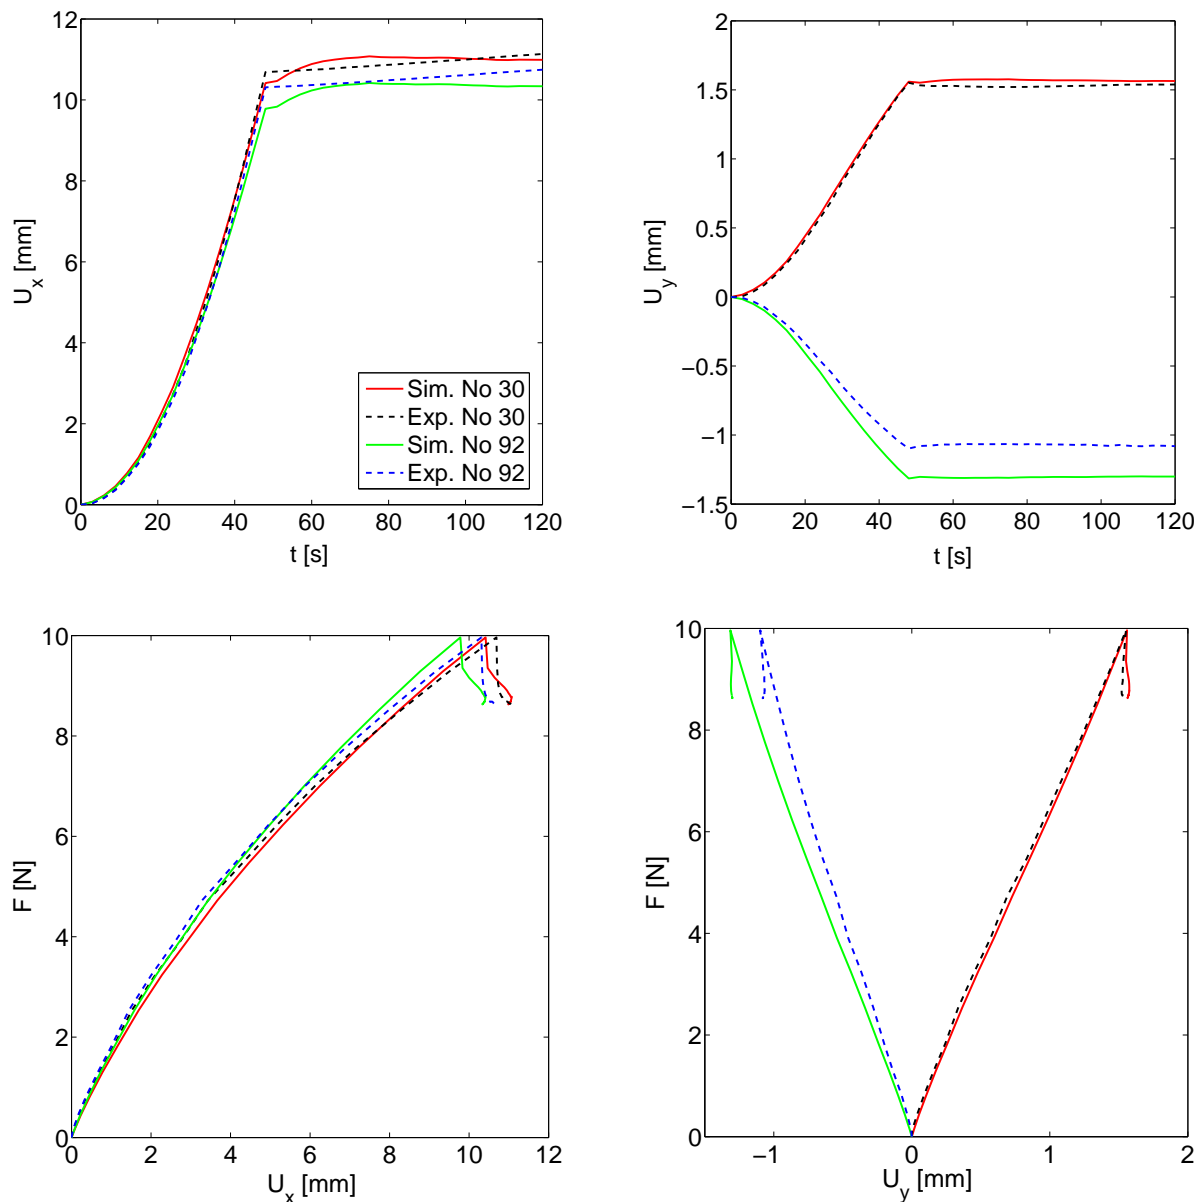 12
10
8
6
4
2
0
U_x [mm]
0 20 40 60 80 100 120
t [s]
Sim. No 30
Exp. No 30
Sim. No 92
Exp. No 92
2
1.5
1
0.5
0
−0.5
−1
−1.5
U_y [mm]
0 20 40 60 80 100 120
t [s]
10
8
6
4
2
0
F [N]
0 2 4 6 8 10 12
U_x [mm]
10
8
6
4
2
0
F [N]
−1 0 1 2
U_y [mm]